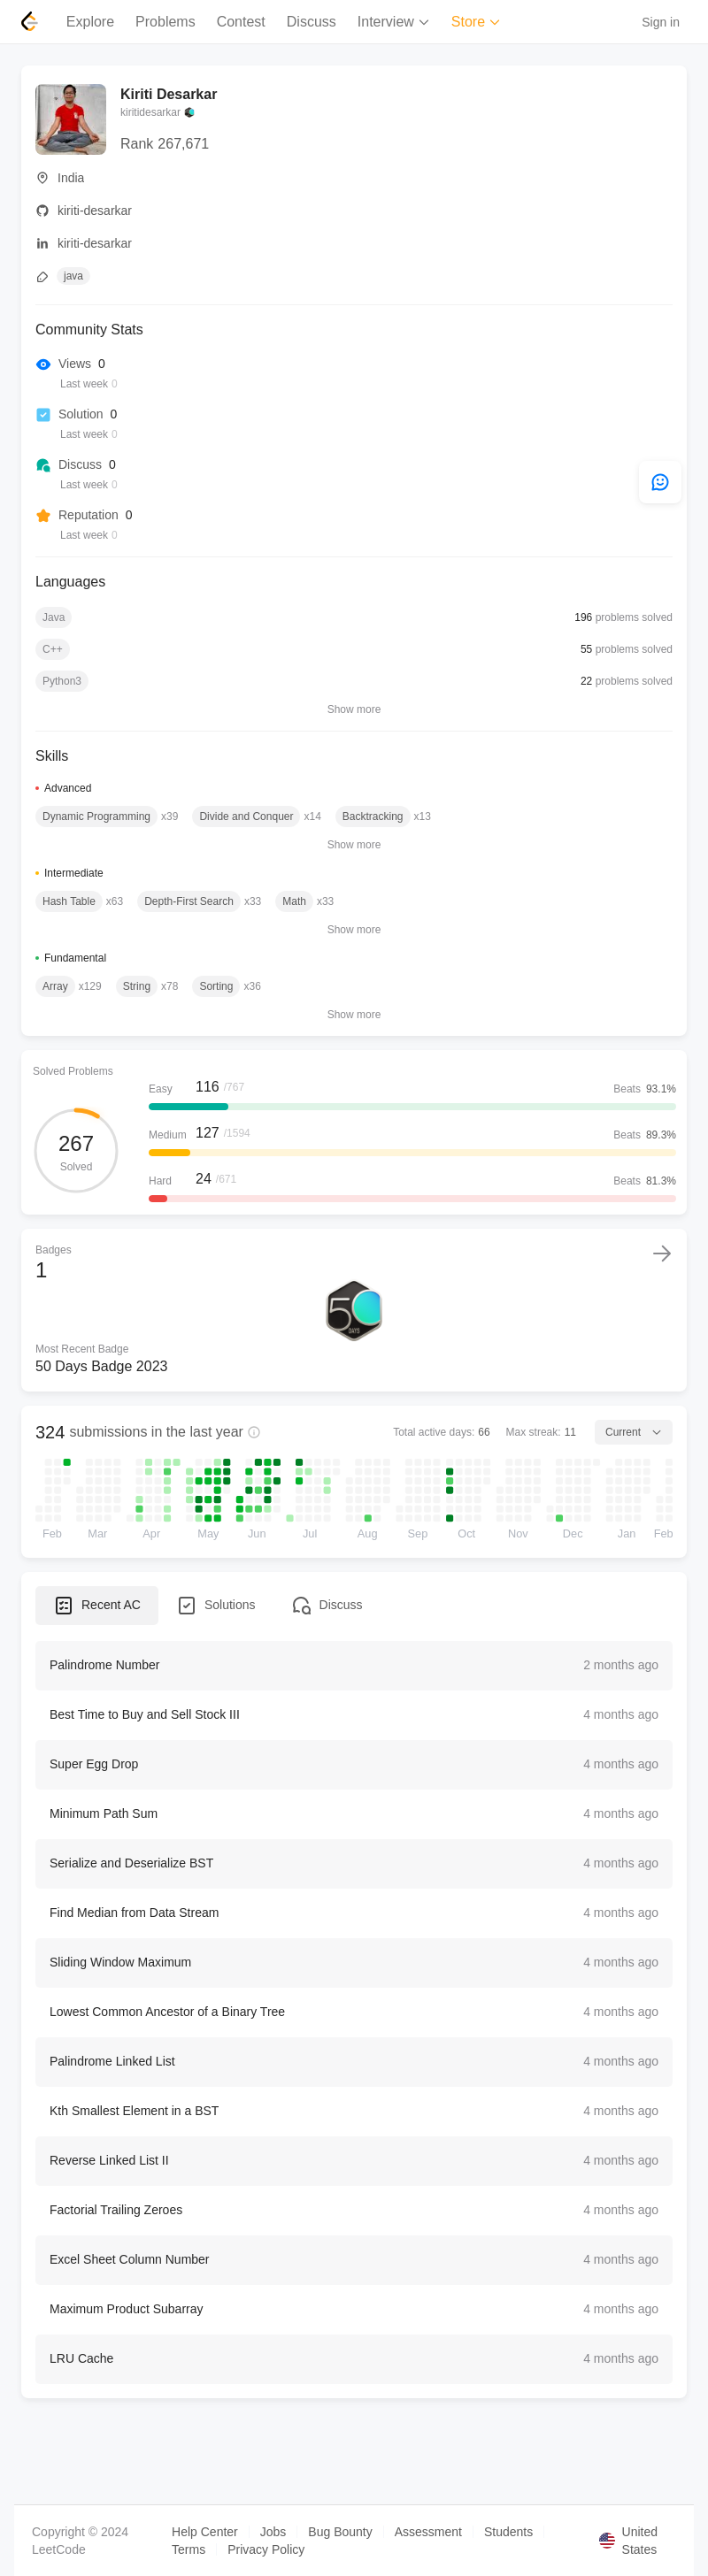 Explore Problems Contest Discuss Interview Store Sign in
Kiriti Desarkar
kiritidesarkar
Rank 267,671
India
kiriti-desarkar
kiriti-desarkar
java
Community Stats
Views 0
Last week 0
Solution 0
Last week 0
Discuss 0
Last week 0
Reputation 0
Last week 0
Languages
Java 196 problems solved
C++ 55 problems solved
Python3 22 problems solved
Show more
Skills
Advanced
Dynamic Programming x39 Divide and Conquer x14 Backtracking x13
Show more
Intermediate
Hash Table x63 Depth-First Search x33 Math x33
Show more
Fundamental
Array x129 String x78 Sorting x36
Show more
Solved Problems
267
Solved
Easy 116 /767 Beats 93.1%
Medium 127 /1594 Beats 89.3%
Hard 24 /671 Beats 81.3%
Badges
1
50
DAYS
Most Recent Badge
50 Days Badge 2023
324 submissions in the last year Total active days: 66 Max streak: 11 Current
Feb Mar Apr May Jun Jul Aug Sep Oct Nov Dec Jan Feb
Recent AC Solutions Discuss
Palindrome Number 2 months ago
Best Time to Buy and Sell Stock III 4 months ago
Super Egg Drop 4 months ago
Minimum Path Sum 4 months ago
Serialize and Deserialize BST 4 months ago
Find Median from Data Stream 4 months ago
Sliding Window Maximum 4 months ago
Lowest Common Ancestor of a Binary Tree 4 months ago
Palindrome Linked List 4 months ago
Kth Smallest Element in a BST 4 months ago
Reverse Linked List II 4 months ago
Factorial Trailing Zeroes 4 months ago
Excel Sheet Column Number 4 months ago
Maximum Product Subarray 4 months ago
LRU Cache 4 months ago
Copyright © 2024
LeetCode
Help Center Jobs Bug Bounty Assessment Students
Terms Privacy Policy
United
States